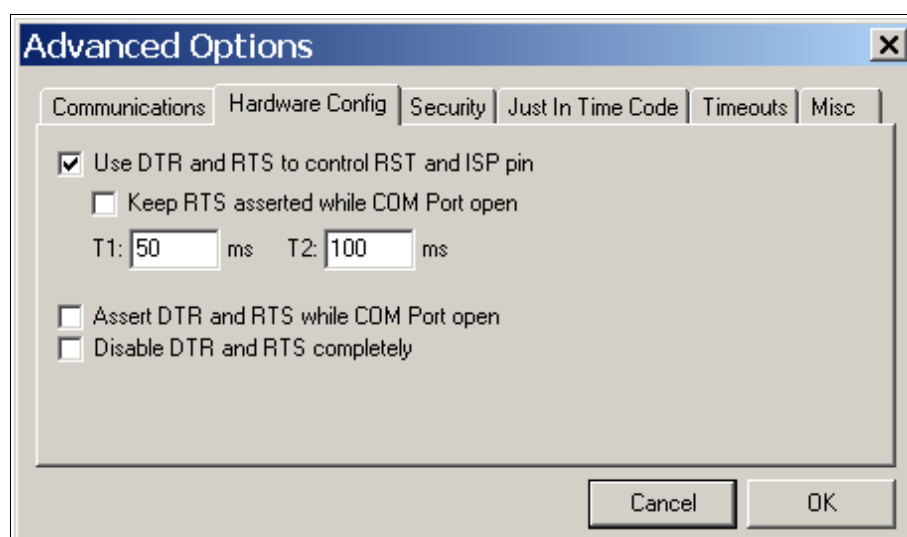 Advanced Options
Communications Hardware Config Security Just In Time Code Timeouts Misc
Use DTR and RTS to control RST and ISP pin
Keep RTS asserted while COM Port open
T1: 50 ms T2: 100 ms
Assert DTR and RTS while COM Port open
Disable DTR and RTS completely
Cancel OK